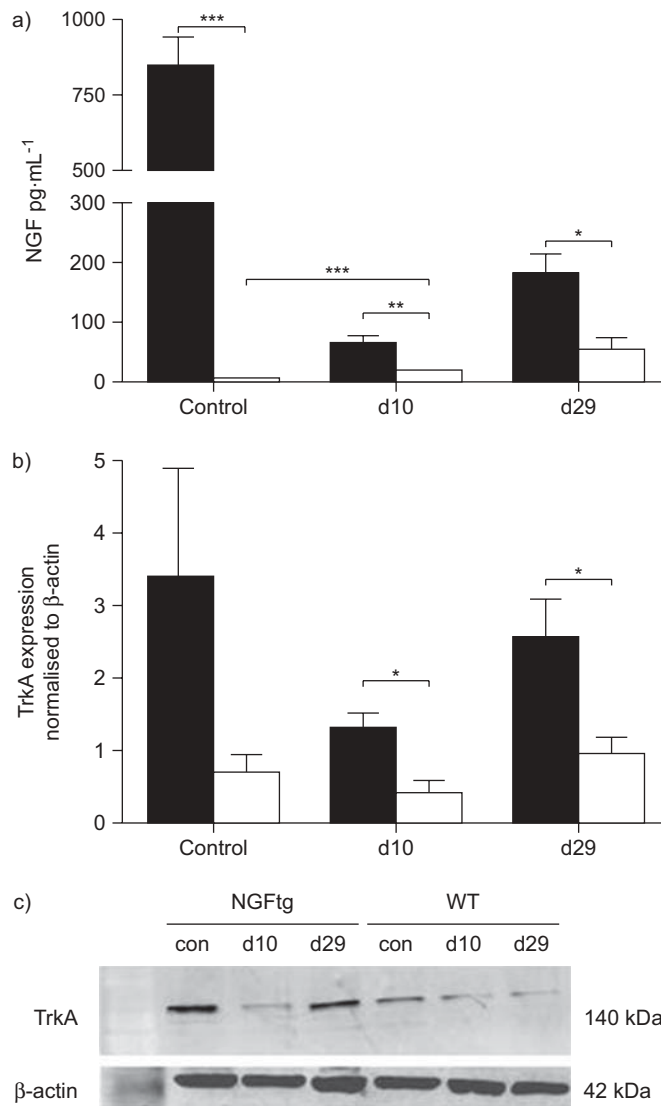 a)
1000
750
500
300
200
100
0
NGF pg·mL-1
***
***
**
*
Control d10 d29
b)
5
4
3
2
1
0
TrkA expression
normalised to β-actin
*
*
Control d10 d29
c)
NGFtg WT
con d10 d29 con d10 d29
TrkA 140 kDa
β-actin 42 kDa